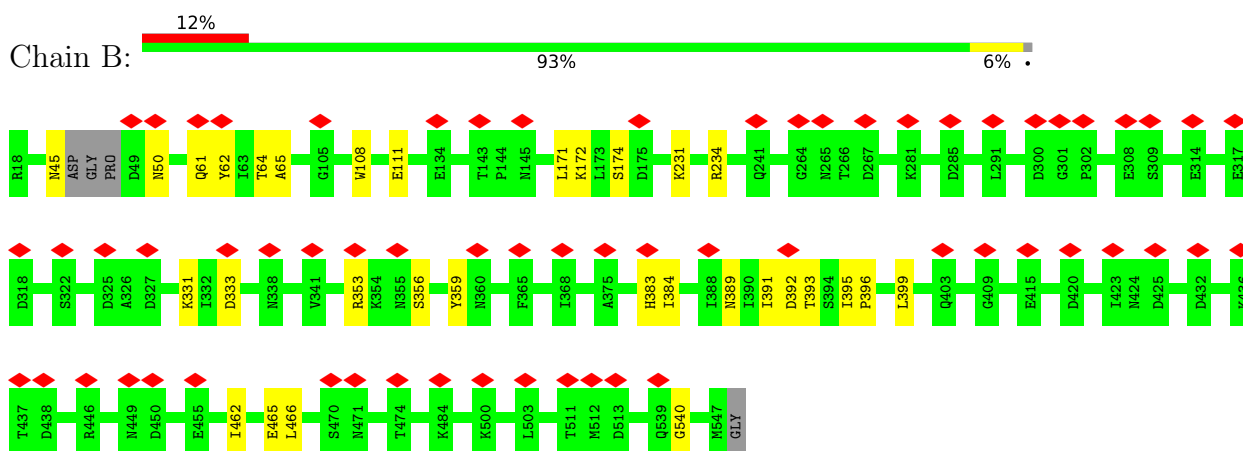 12%
Chain B:
93% 6% •
R18 N45 ASP GLY PRO D49 N50 Q61 Y62 I63 T64 A65 G105 W108 E111 E134 T143 P144 N145 L171 K172 L173 S174 D175 K231 R234 Q241 G264 N265 T266 D267 K281 D285 L291 D300 G301 P302 E308 S309 E314 E317
D318 S322 D325 A326 D327 K331 I332 D333 N338 V341 R353 K354 N355 S356 Y359 N360 F365 I368 A375 H383 I384 I388 N389 I390 I391 D392 T393 S394 I395 P396 L399 Q403 G409 E415 D420 I423 N424 D425 D432 K436
T437 D438 R446 N449 D450 E455 I462 E465 L466 S470 N471 T474 K484 K500 L503 T511 M512 D513 Q539 G540 M547 GLY